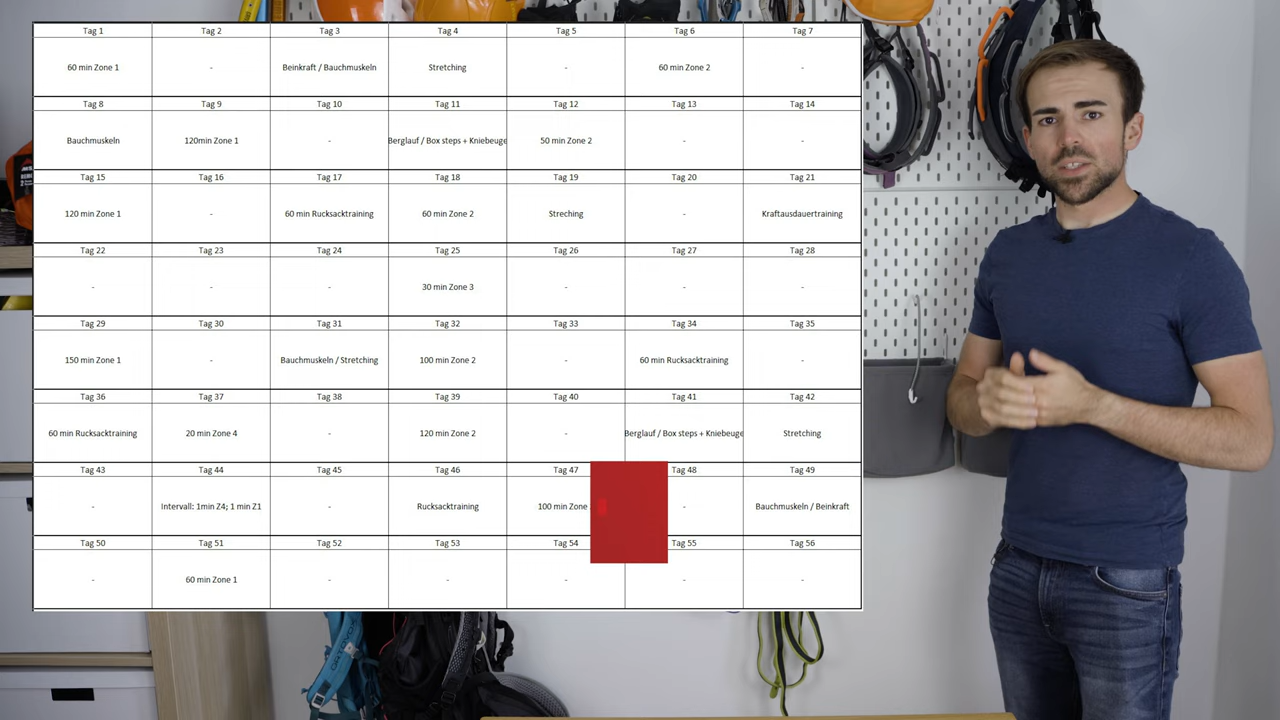 Tag 1 Tag 2 Tag 3 Tag 4 Tag 5 Tag 6 Tag 7
60 min Zone 1 - Beinkraft / Bauchmuskeln Stretching - 60 min Zone 2 -
Tag 8 Tag 9 Tag 10 Tag 11 Tag 12 Tag 13 Tag 14
Bauchmuskeln 120min Zone 1 - Berglauf / Box steps + Kniebeuge 50 min Zone 2 - -
Tag 15 Tag 16 Tag 17 Tag 18 Tag 19 Tag 20 Tag 21
120 min Zone 1 - 60 min Rucksacktraining 60 min Zone 2 Streching - Kraftausdauertraining
Tag 22 Tag 23 Tag 24 Tag 25 Tag 26 Tag 27 Tag 28
- - - 30 min Zone 3 - - -
Tag 29 Tag 30 Tag 31 Tag 32 Tag 33 Tag 34 Tag 35
150 min Zone 1 - Bauchmuskeln / Stretching 100 min Zone 2 - 60 min Rucksacktraining -
Tag 36 Tag 37 Tag 38 Tag 39 Tag 40 Tag 41 Tag 42
60 min Rucksacktraining 20 min Zone 4 - 120 min Zone 2 - Berglauf / Box steps + Kniebeuge Stretching
Tag 43 Tag 44 Tag 45 Tag 46 Tag 47 Tag 48 Tag 49
- Intervall: 1min Z4; 1 min Z1 - Rucksacktraining 100 min Zone - Bauchmuskeln / Beinkraft
Tag 50 Tag 51 Tag 52 Tag 53 Tag 54 Tag 55 Tag 56
- 60 min Zone 1 - - - - -